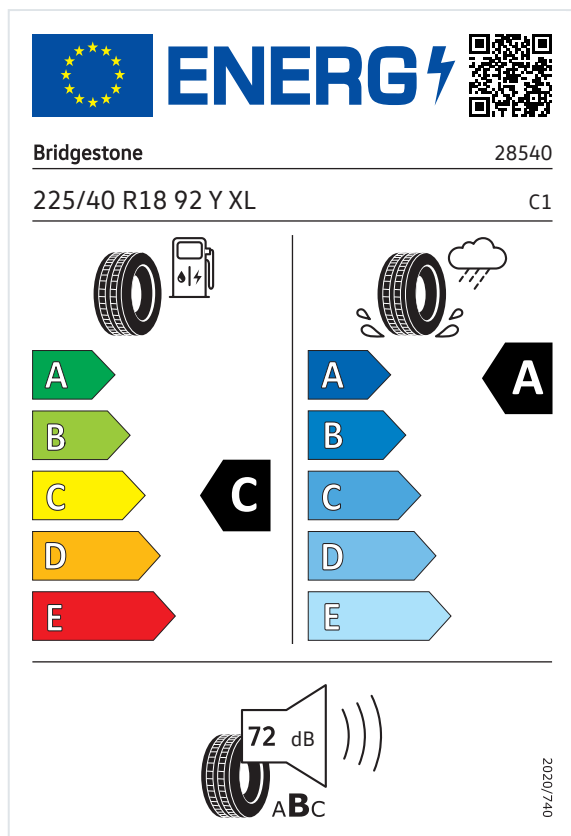 ENERG
Bridgestone 28540
225/40 R18 92 Y XL C1
A
B
C
D
E
C
A
B
C
D
E
A
72 dB
ABC
2020/740